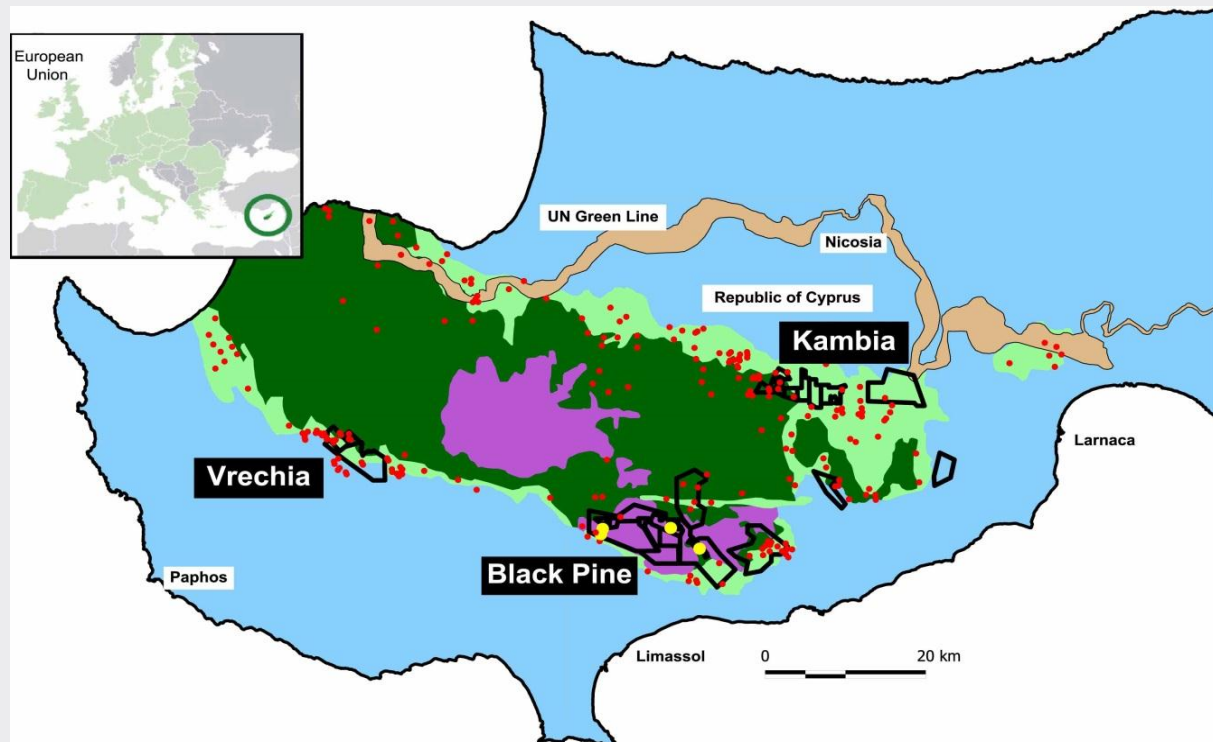 European
Union
UN Green Line
Nicosia
Republic of Cyprus
Kambia
Larnaca
Vrechia
Black Pine
Paphos
Limassol
0 20 km